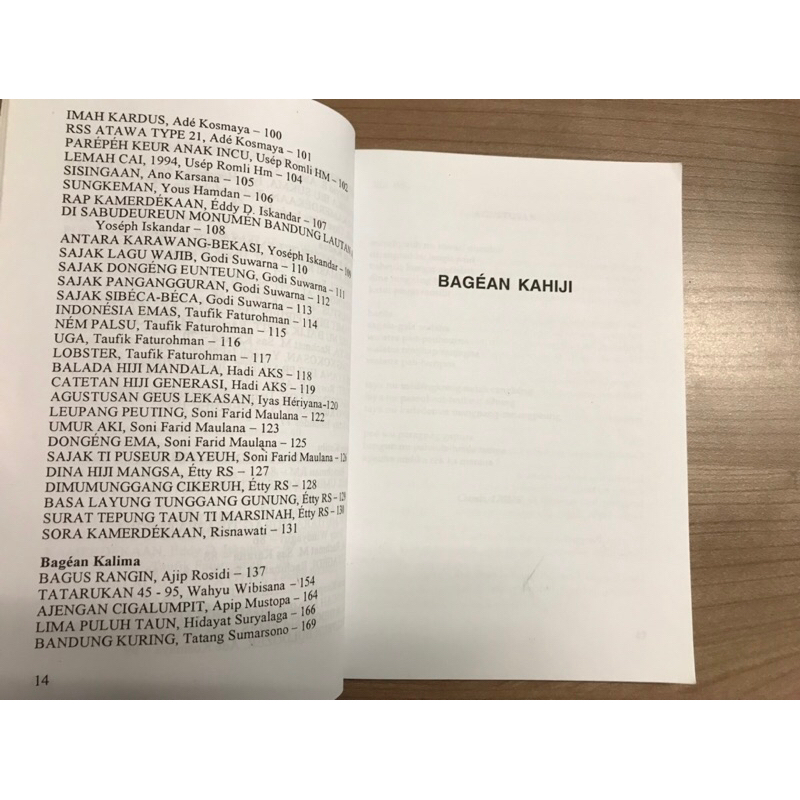 IMAH KARDUS, Adé Kosmaya – 100
RSS ATAWA TYPE 21, Adé Kosmaya – 101
PARÉPÉH KEUR ANAK INCU, Usép Romli HM – 102
LEMAH CAI, 1994, Usép Romli Hm – 104
SISINGAAN, Ano Karsana – 105
SUNGKEMAN, Yous Hamdan – 106
RAP KAMERDÉKAAN, Éddy D. Iskandar – 107
DI SABUDEUREUN MONUMÉN BANDUNG LAUTAN
Yoséph Iskandar – 108
ANTARA KARAWANG-BEKASI, Yoséph Iskandar – 109
SAJAK LAGU WAJIB, Godi Suwarna – 110
SAJAK DONGÉNG EUNTEUNG, Godi Suwarna – 111
SAJAK PANGANGGURAN, Godi Suwarna – 112
SAJAK SIBÉCA-BÉCA, Godi Suwarna – 113
INDONÉSIA EMAS, Taufik Faturohman – 114
NÉM PALSU, Taufik Faturohman – 115
UGA, Taufik Faturohman – 116
LOBSTER, Taufik Faturohman – 117
BALADA HIJI MANDALA, Hadi AKS – 118
CATETAN HIJI GENERASI, Hadi AKS – 119
AGUSTUSAN GEUS LEKASAN, Iyas Hériyana-120
LEUPANG PEUTING, Soni Farid Maulana – 122
UMUR AKI, Soni Farid Maulana – 123
DONGÉNG EMA, Soni Farid Maulana – 125
SAJAK TI PUSEUR DAYEUH, Soni Farid Maulana – 126
DINA HIJI MANGSA, Étty RS – 127
DIMUMUNGGANG CIKERUH, Étty RS – 128
BASA LAYUNG TUNGGANG GUNUNG, Étty RS – 129
SURAT TEPUNG TAUN TI MARSINAH, Étty RS – 130
SORA KAMERDÉKAAN, Risnawati – 131
Bagéan Kalima
BAGUS RANGIN, Ajip Rosidi – 137
TATARUKAN 45 - 95, Wahyu Wibisana – 154
AJENGAN CIGALUMPIT, Apip Mustopa – 164
LIMA PULUH TAUN, Hidayat Suryalaga – 166
BANDUNG KURING, Tatang Sumarsono – 169
14
BAGÉAN KAHIJI